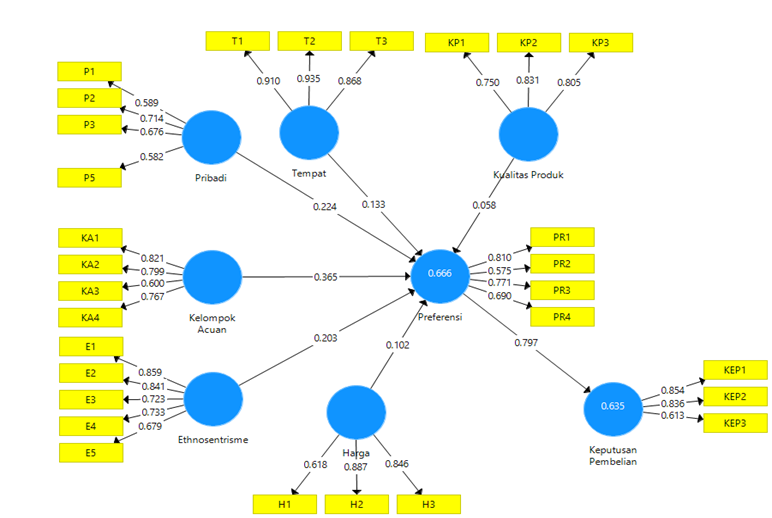 T1
T2
T3
KP1
KP2
KP3
0.910
0.935
0.868
0.750
0.831
0.805
Tempat
Kualitas Produk
P1
P2
P3
P5
0.589
0.714
0.676
0.582
Pribadi
0.224
0.133
0.058
KA1
KA2
KA3
KA4
0.821
0.799
0.600
0.767
Kelompok
Acuan
0.365
0.666
Preferensi
0.810
0.575
0.771
0.690
PR1
PR2
PR3
PR4
E1
E2
E3
E4
E5
0.859
0.841
0.723
0.733
0.679
Ethnosentrisme
0.203
0.102
0.797
Harga
0.618
0.887
0.846
H1
H2
H3
0.635
Keputusan
Pembelian
0.854
0.836
0.613
KEP1
KEP2
KEP3